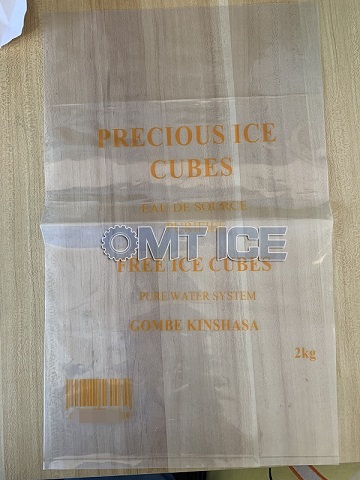 PRECIOUS ICE
CUBES
EAU DE SOURCE
OMT ICE
FREE ICE CUBES
PURE WATER SYSTEM
GOMBE KINSHASA
2kg